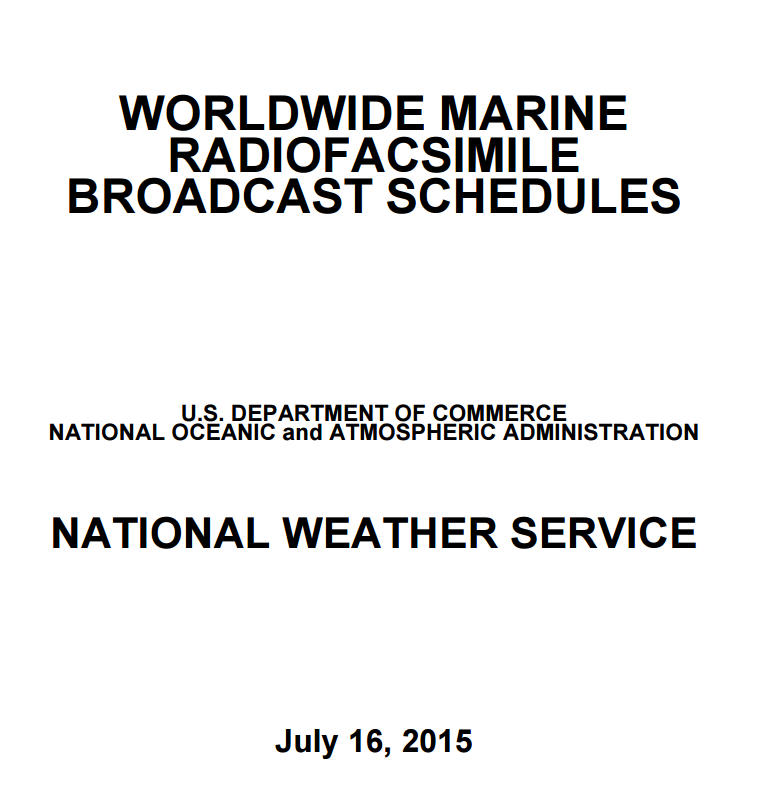 WORLDWIDE MARINE
RADIOFACSIMILE
BROADCAST SCHEDULES
U.S. DEPARTMENT OF COMMERCE
NATIONAL OCEANIC and ATMOSPHERIC ADMINISTRATION
NATIONAL WEATHER SERVICE
July 16, 2015